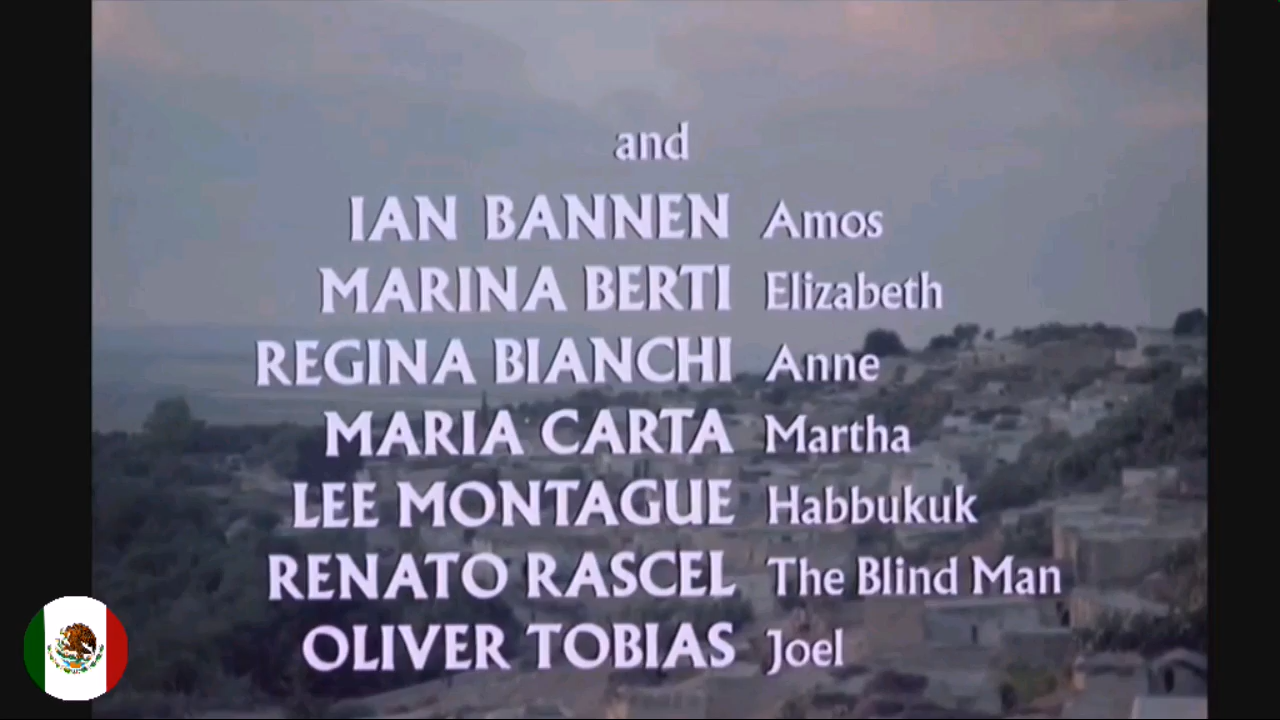 and
IAN BANNEN Amos
MARINA BERTI Elizabeth
REGINA BIANCHI Anne
MARIA CARTA Martha
LEE MONTAGUE Habbukuk
RENATO RASCEL The Blind Man
OLIVER TOBIAS Joel